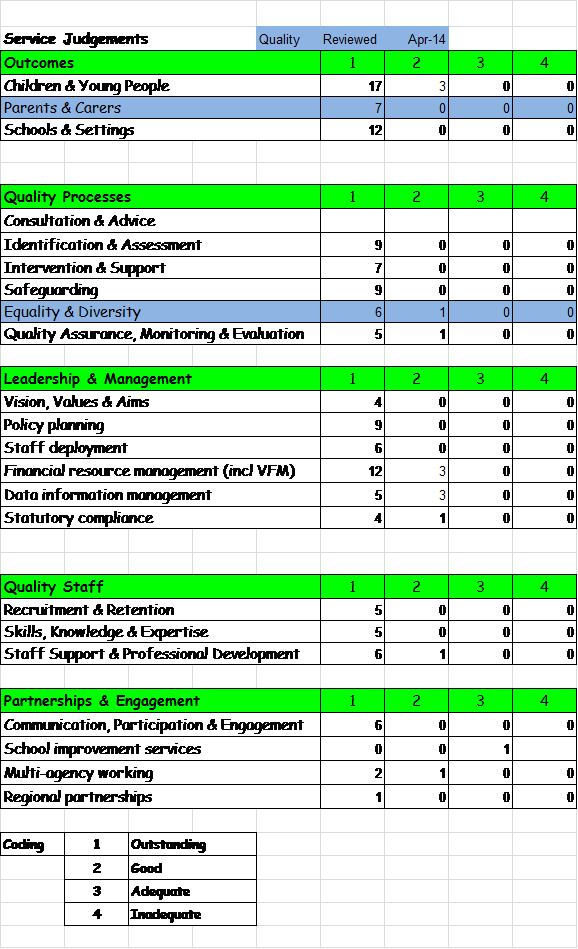 Service Judgements Quality Reviewed Apr-14
Outcomes 1 2 3 4
Children & Young People 17 3 0 0
Parents & Carers 7 0 0 0
Schools & Settings 12 0 0 0
Quality Processes 1 2 3 4
Consultation & Advice
Identification & Assessment 9 0 0 0
Intervention & Support 7 0 0 0
Safeguarding 9 0 0 0
Equality & Diversity 6 1 0 0
Quality Assurance, Monitoring & Evaluation 5 1 0 0
Leadership & Management 1 2 3 4
Vision, Values & Aims 4 0 0 0
Policy planning 9 0 0 0
Staff deployment 6 0 0 0
Financial resource management (incl VFM) 12 3 0 0
Data information management 5 3 0 0
Statutory compliance 4 1 0 0
Quality Staff 1 2 3 4
Recruitment & Retention 5 0 0 0
Skills, Knowledge & Expertise 5 0 0 0
Staff Support & Professional Development 6 1 0 0
Partnerships & Engagement 1 2 3 4
Communication, Participation & Engagement 6 0 0 0
School improvement services 0 0 1
Multi-agency working 2 1 0 0
Regional partnerships 1 0 0 0
Coding 1 Outstanding
2 Good
3 Adequate
4 Inadequate